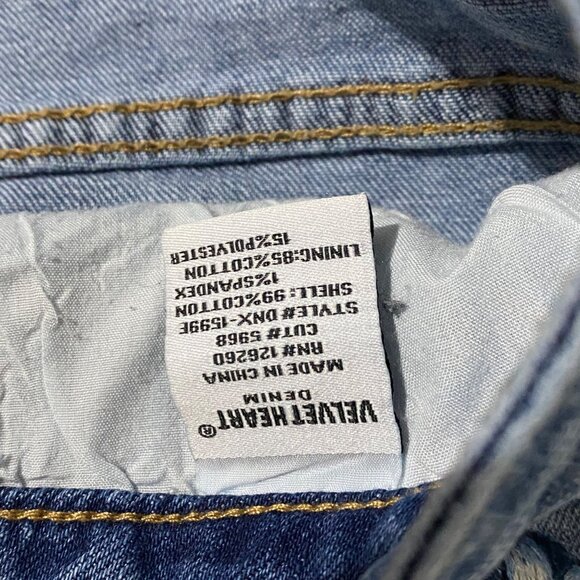 VELVET HEART®
DENIM
MADE IN CHINA
RN# 126260
CUT# 5968
STYLE# DNX-1599E
SHELL: 99%COTTON
1%SPANDEX
LINING:85%COTTON
15%POLYESTER